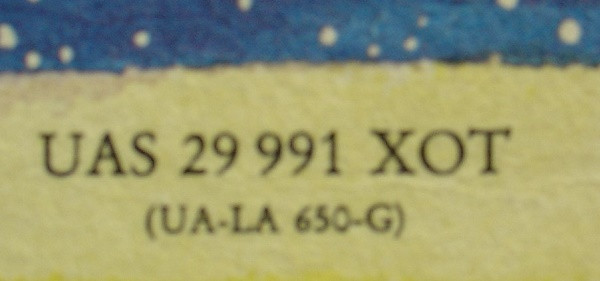 UAS 29 991 XOT
(UA-LA 650-G)